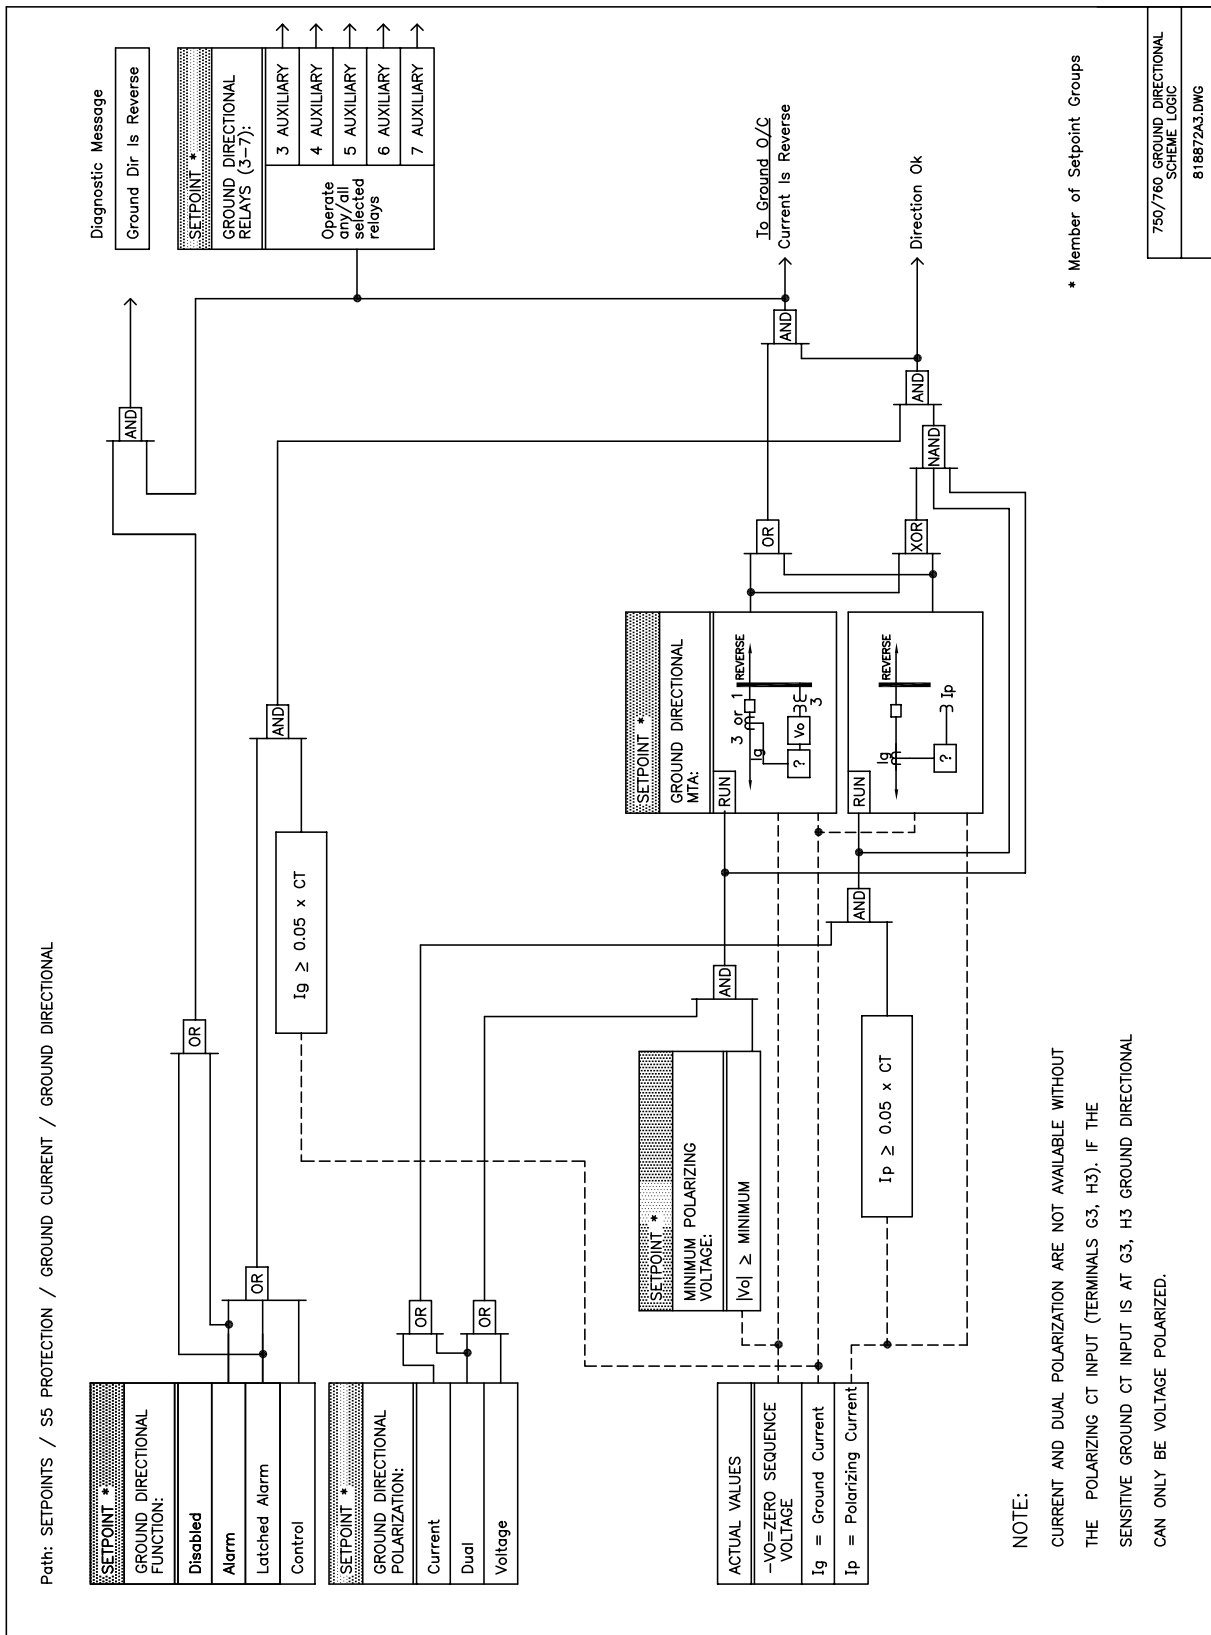 Path: SETPOINTS / S5 PROTECTION / GROUND CURRENT / GROUND DIRECTIONAL
SETPOINT *
GROUND DIRECTIONAL
FUNCTION:
Disabled
Alarm
Latched Alarm
Control
OR
OR
Ig ≥ 0.05 x CT
AND
AND
Diagnostic Message
Ground Dir Is Reverse
SETPOINT *
GROUND DIRECTIONAL
RELAYS (3-7):
Operate
any/all
selected
relays
3 AUXILIARY
4 AUXILIARY
5 AUXILIARY
6 AUXILIARY
7 AUXILIARY
SETPOINT *
GROUND DIRECTIONAL
POLARIZATION:
Current
Dual
Voltage
OR
OR
SETPOINT *
MINIMUM POLARIZING
VOLTAGE:
|Vo| ≥ MINIMUM
AND
SETPOINT *
GROUND DIRECTIONAL
MTA:
RUN
3 or 1
REVERSE
Ig
?
Vo
3
RUN
REVERSE
Ig
?
Ip
OR
XOR
NAND
AND
AND
To Ground O/C
Current Is Reverse
Direction Ok
ACTUAL VALUES
-VO=ZERO SEQUENCE
VOLTAGE
Ig = Ground Current
Ip = Polarizing Current
Ip ≥ 0.05 x CT
AND
NOTE:
CURRENT AND DUAL POLARIZATION ARE NOT AVAILABLE WITHOUT
THE POLARIZING CT INPUT (TERMINALS G3, H3). IF THE
SENSITIVE GROUND CT INPUT IS AT G3, H3 GROUND DIRECTIONAL
CAN ONLY BE VOLTAGE POLARIZED.
* Member of Setpoint Groups
750/760 GROUND DIRECTIONAL
SCHEME LOGIC
818872A3.DWG